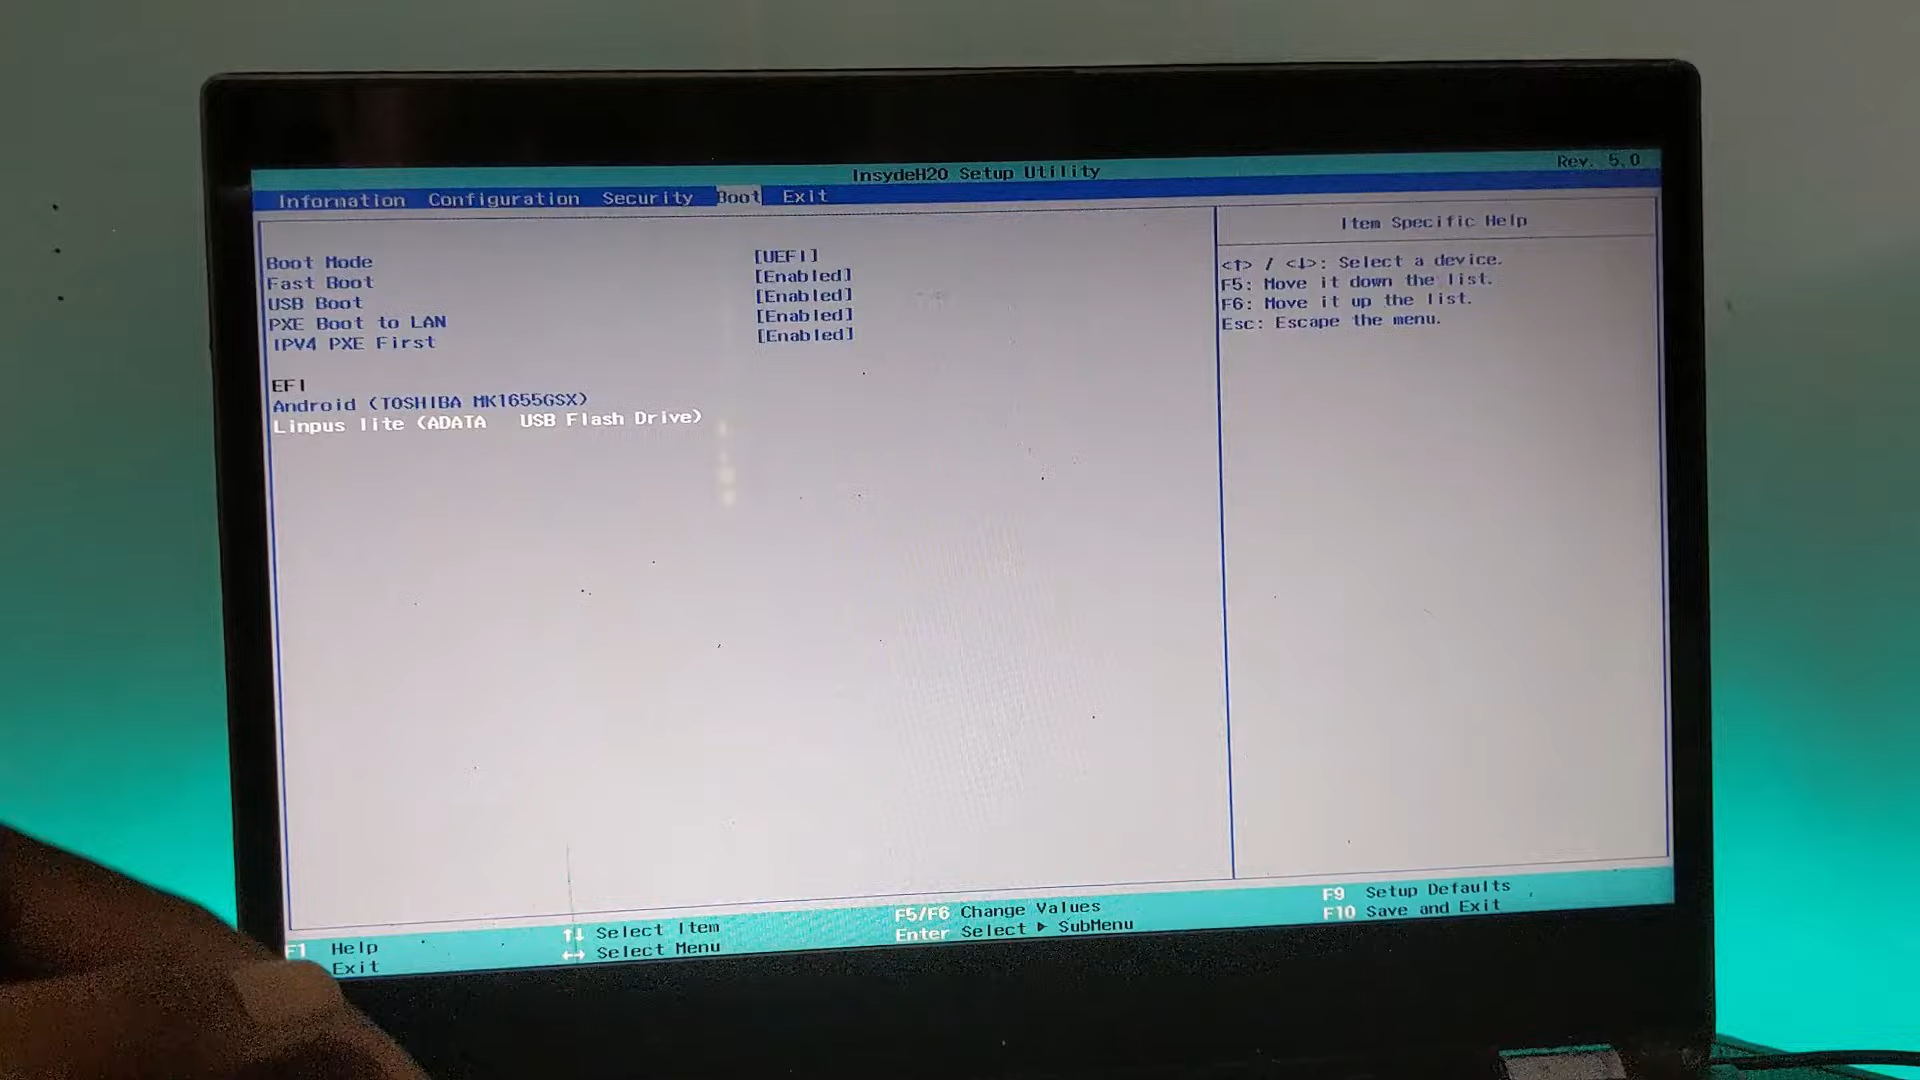 InsydeH20 Setup Utility
Rev. 5.0
Information Configuration Security Boot Exit
Boot Mode [UEFI]
Fast Boot [Enabled]
USB Boot [Enabled]
PXE Boot to LAN [Enabled]
IPV4 PXE First [Enabled]
EFI
Android (TOSHIBA MK1655GSX)
Linpus lite (ADATA USB Flash Drive)
Item Specific Help
<↑> / <↓>: Select a device.
F5: Move it down the list.
F6: Move it up the list.
Esc: Escape the menu.
F1 Help ↑↓ Select Item F5/F6 Change Values F9 Setup Defaults
Exit ↔ Select Menu Enter Select ▶ SubMenu F10 Save and Exit